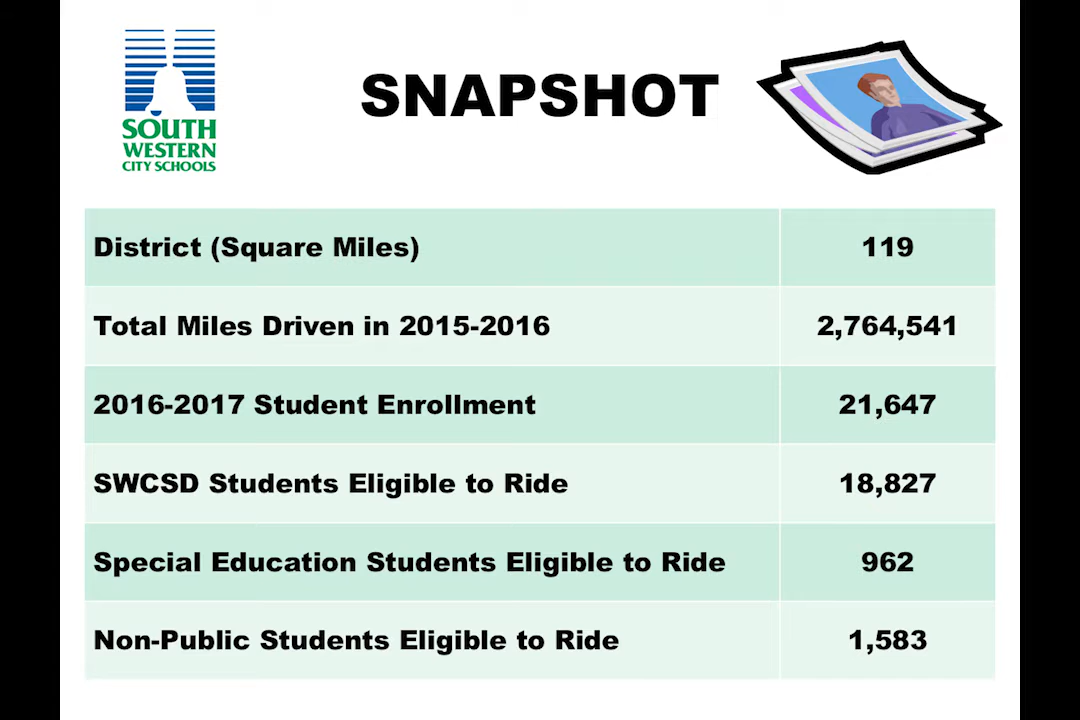 SOUTH
WESTERN
CITY SCHOOLS
SNAPSHOT
District (Square Miles) 119
Total Miles Driven in 2015-2016 2,764,541
2016-2017 Student Enrollment 21,647
SWCSD Students Eligible to Ride 18,827
Special Education Students Eligible to Ride 962
Non-Public Students Eligible to Ride 1,583